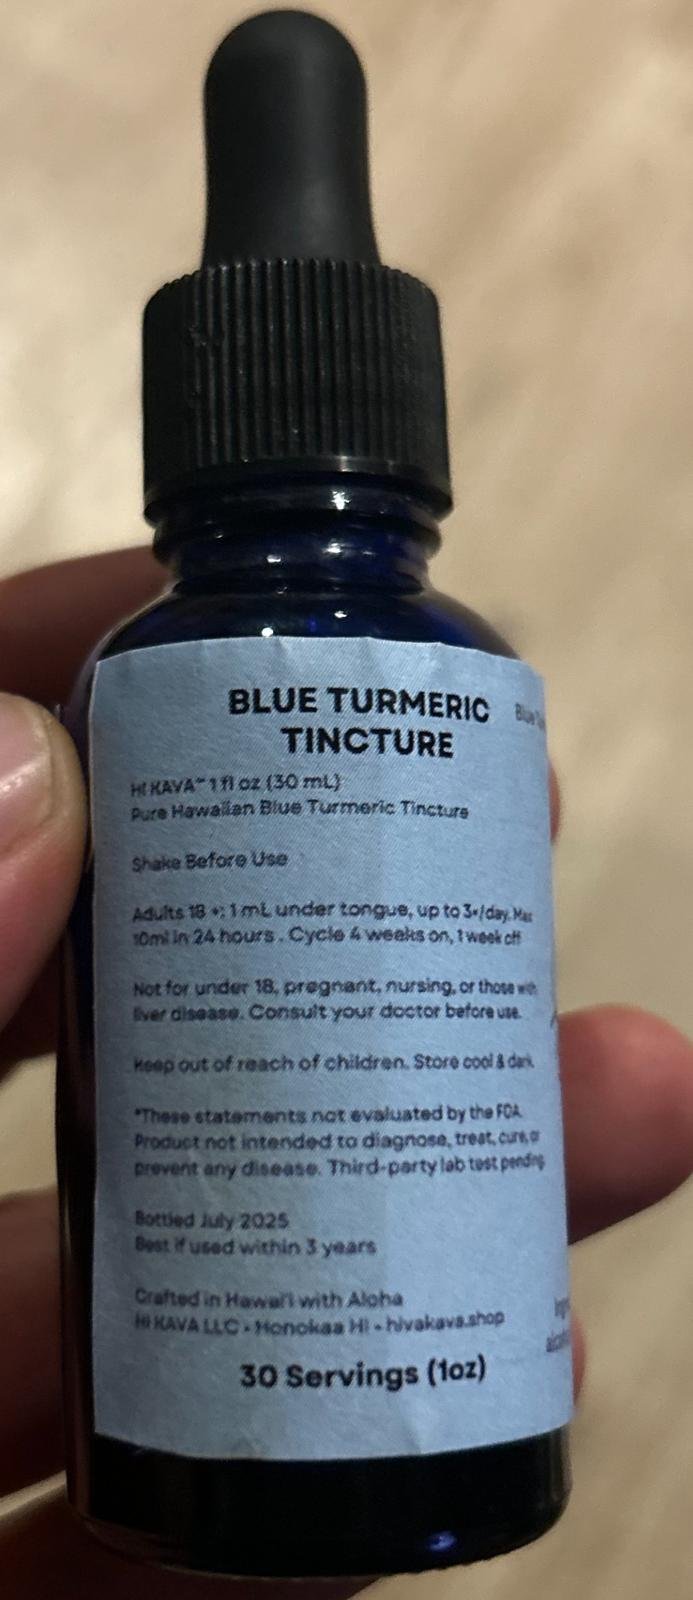 BLUE TURMERIC
TINCTURE
HI KAVA™ 1 fl oz (30 mL)
Pure Hawaiian Blue Turmeric Tincture
Shake Before Use
Adults 18 +: 1 mL under tongue, up to 3×/day. Max
10ml in 24 hours . Cycle 4 weeks on, 1 week off
Not for under 18, pregnant, nursing, or those with
liver disease. Consult your doctor before use.
Keep out of reach of children. Store cool & dark.
*These statements not evaluated by the FDA.
Product not intended to diagnose, treat, cure, or
prevent any disease. Third-party lab test pending.
Bottled July 2025
Best if used within 3 years
Crafted in Hawai'i with Aloha
HI KAVA LLC • Honokaa HI • hivakava.shop
30 Servings (1oz)
Blue